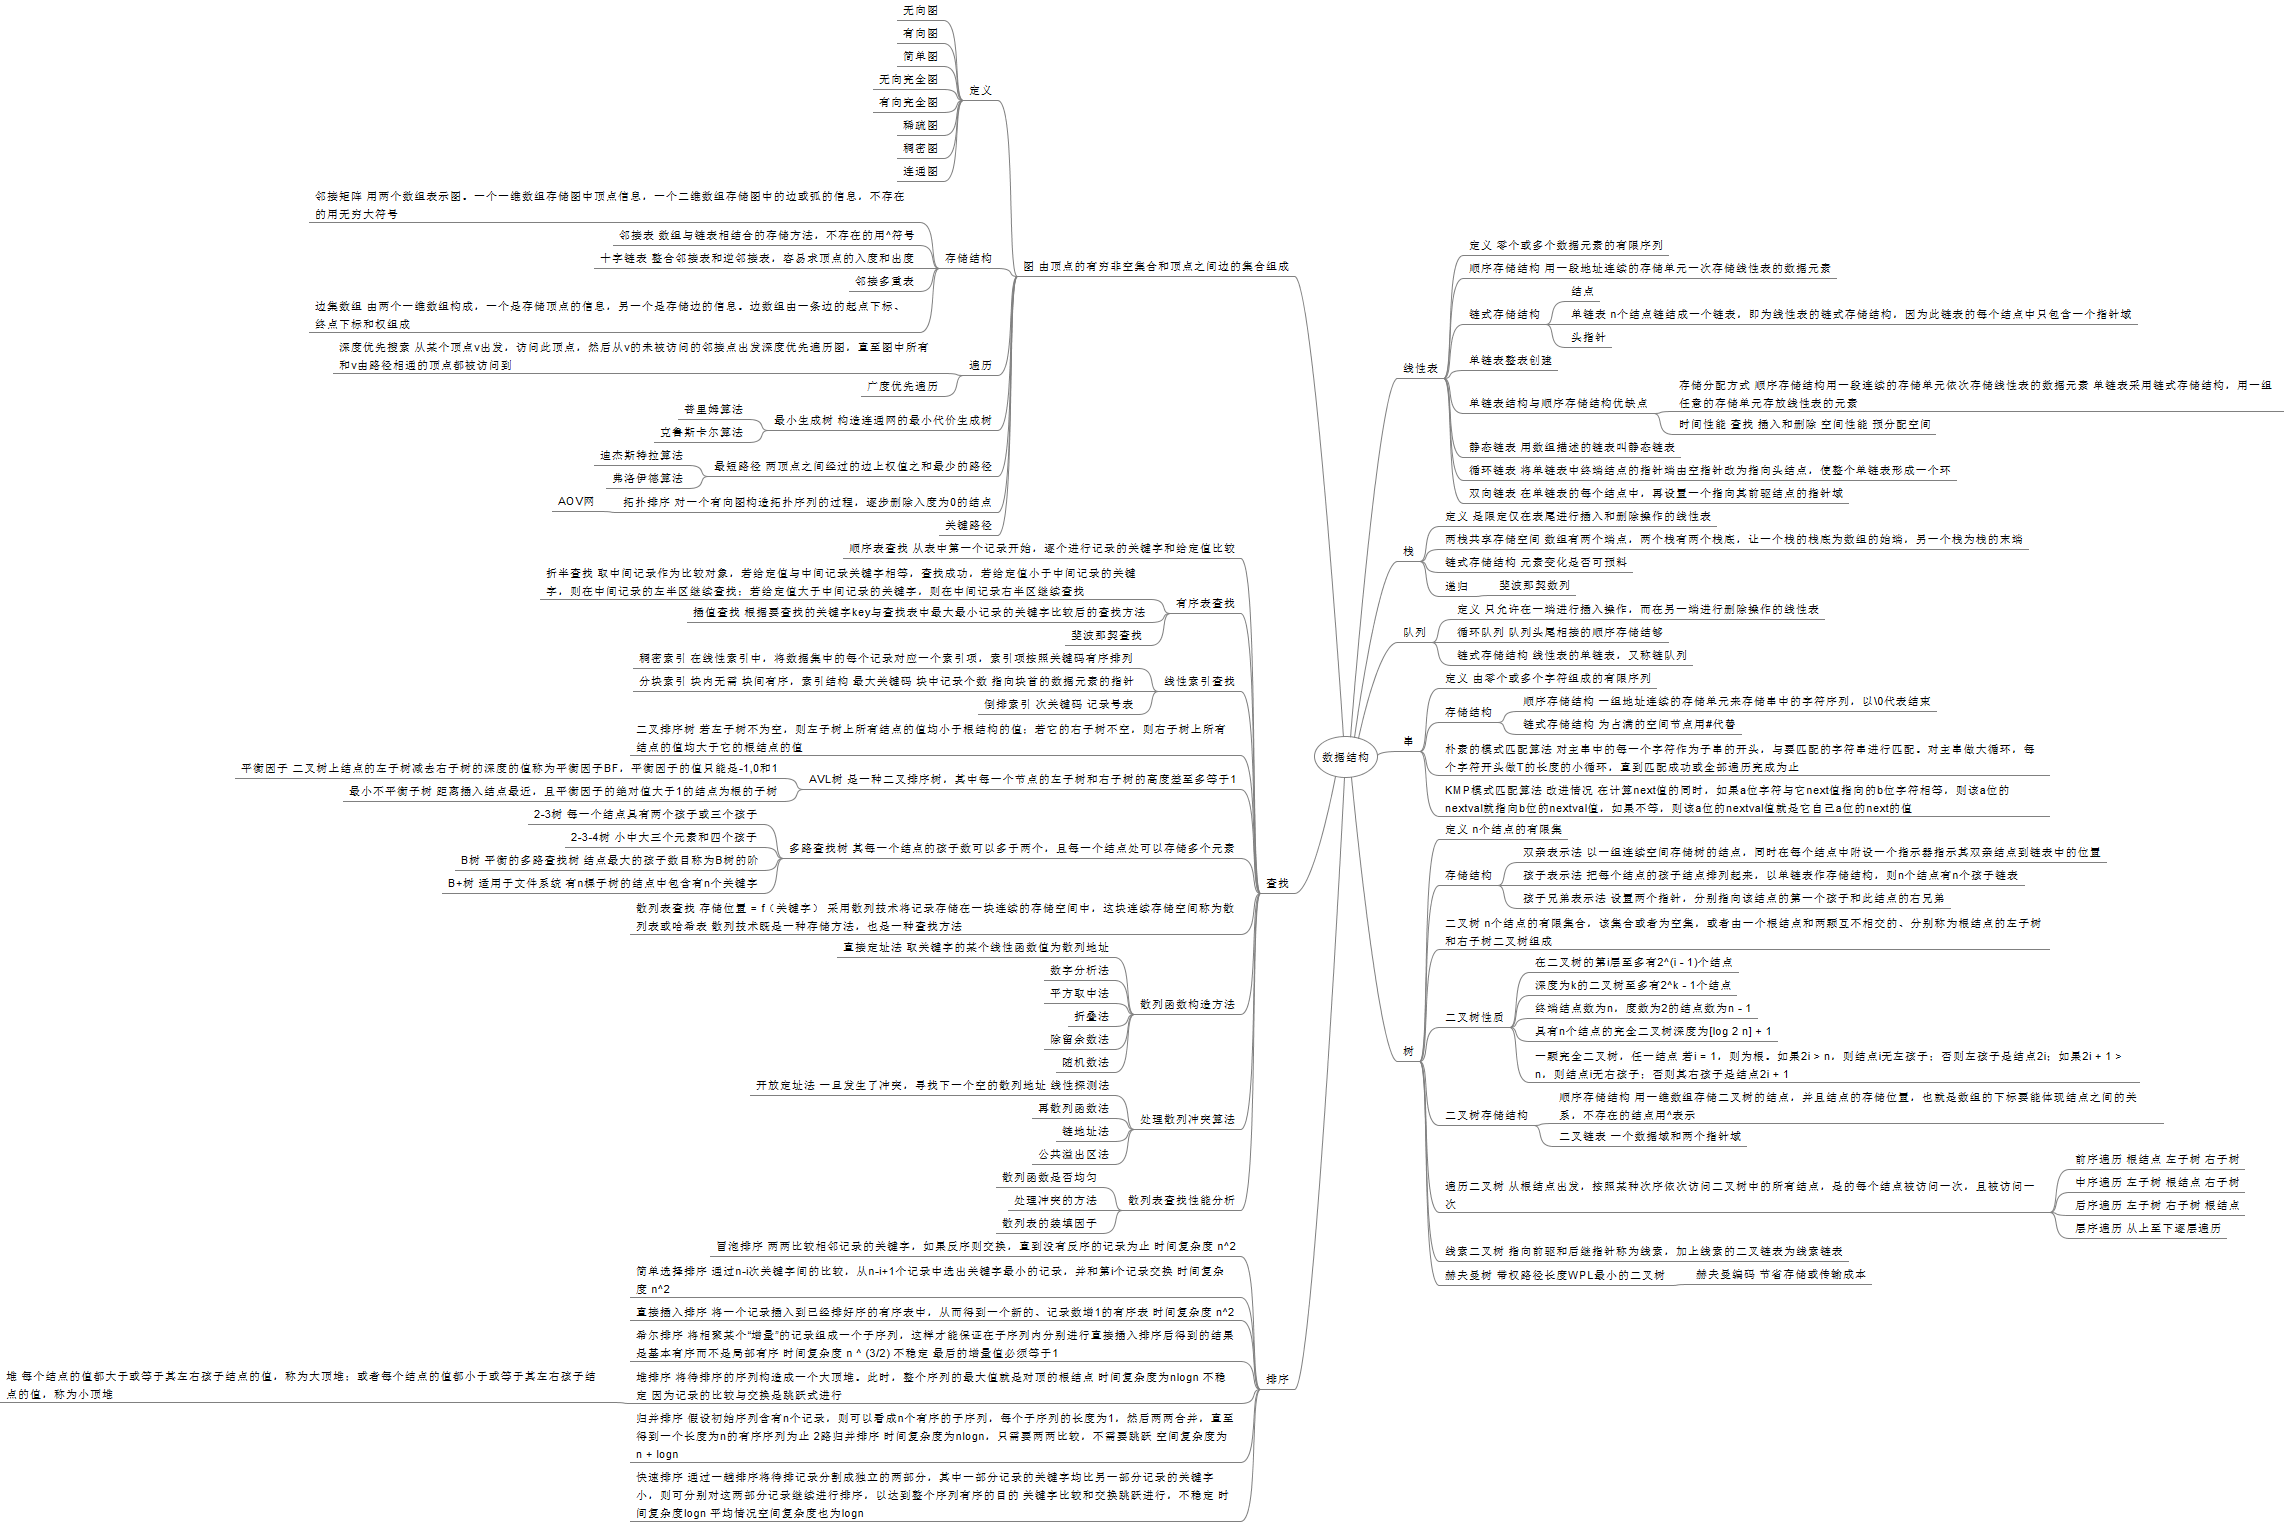 数据结构
线性表
定义 零个或多个数据元素的有限序列
顺序存储结构 用一段地址连续的存储单元一次存储线性表的数据元素
链式存储结构
结点
单链表 n个结点链结成一个链表，即为线性表的链式存储结构，因为此链表的每个结点中只包含一个指针域
头指针
单链表整表创建
单链表结构与顺序存储结构优缺点
存储分配方式 顺序存储结构用一段连续的存储单元依次存储线性表的数据元素 单链表采用链式存储结构，用一组
任意的存储单元存放线性表的元素
时间性能 查找 插入和删除 空间性能 预分配空间
静态链表 用数组描述的链表叫静态链表
循环链表 将单链表中终端结点的指针端由空指针改为指向头结点，使整个单链表形成一个环
双向链表 在单链表的每个结点中，再设置一个指向其前驱结点的指针域
栈
定义 是限定仅在表尾进行插入和删除操作的线性表
两栈共享存储空间 数组有两个端点，两个栈有两个栈底，让一个栈的栈底为数组的始端，另一个栈为栈的末端
链式存储结构 元素变化是否可预料
递归
斐波那契数列
队列
定义 只允许在一端进行插入操作，而在另一端进行删除操作的线性表
循环队列 队列头尾相接的顺序存储结够
链式存储结构 线性表的单链表，又称链队列
串
定义 由零个或多个字符组成的有限序列
存储结构
顺序存储结构 一组地址连续的存储单元来存储串中的字符序列，以\0代表结束
链式存储结构 为占满的空间节点用#代替
朴素的模式匹配算法 对主串中的每一个字符作为子串的开头，与要匹配的字符串进行匹配。对主串做大循环，每
个字符开头做T的长度的小循环，直到匹配成功或全部遍历完成为止
KMP模式匹配算法 改进情况 在计算next值的同时，如果a位字符与它next值指向的b位字符相等，则该a位的
nextval就指向b位的nextval值，如果不等，则该a位的nextval值就是它自己a位的next的值
树
定义 n个结点的有限集
存储结构
双亲表示法 以一组连续空间存储树的结点，同时在每个结点中附设一个指示器指示其双亲结点到链表中的位置
孩子表示法 把每个结点的孩子结点排列起来，以单链表作存储结构，则n个结点有n个孩子链表
孩子兄弟表示法 设置两个指针，分别指向该结点的第一个孩子和此结点的右兄弟
二叉树 n个结点的有限集合，该集合或者为空集，或者由一个根结点和两颗互不相交的、分别称为根结点的左子树
和右子树二叉树组成
二叉树性质
在二叉树的第i层至多有2^(i - 1)个结点
深度为k的二叉树至多有2^k - 1个结点
终端结点数为n，度数为2的结点数为n - 1
具有n个结点的完全二叉树深度为[log 2 n] + 1
一颗完全二叉树，任一结点 若i = 1，则为根。如果2i > n，则结点i无左孩子；否则左孩子是结点2i；如果2i + 1 >
n，则结点i无右孩子；否则其右孩子是结点2i + 1
二叉树存储结构
顺序存储结构 用一维数组存储二叉树的结点，并且结点的存储位置，也就是数组的下标要能体现结点之间的关
系，不存在的结点用^表示
二叉链表 一个数据域和两个指针域
遍历二叉树 从根结点出发，按照某种次序依次访问二叉树中的所有结点，是的每个结点被访问一次，且被访问一
次
前序遍历 根结点 左子树 右子树
中序遍历 左子树 根结点 右子树
后序遍历 左子树 右子树 根结点
层序遍历 从上至下逐层遍历
线索二叉树 指向前驱和后继指针称为线索，加上线索的二叉链表为线索链表
赫夫曼树 带权路径长度WPL最小的二叉树
赫夫曼编码 节省存储或传输成本
图 由顶点的有穷非空集合和顶点之间边的集合组成
定义
无向图
有向图
简单图
无向完全图
有向完全图
稀疏图
稠密图
连通图
存储结构
邻接矩阵 用两个数组表示图。一个一维数组存储图中顶点信息，一个二维数组存储图中的边或弧的信息，不存在
的用无穷大符号
邻接表 数组与链表相结合的存储方法，不存在的用^符号
十字链表 整合邻接表和逆邻接表，容易求顶点的入度和出度
邻接多重表
边集数组 由两个一维数组构成，一个是存储顶点的信息，另一个是存储边的信息。边数组由一条边的起点下标、
终点下标和权组成
遍历
深度优先搜索 从某个顶点v出发，访问此顶点，然后从v的未被访问的邻接点出发深度优先遍历图，直至图中所有
和v由路径相通的顶点都被访问到
广度优先遍历
最小生成树 构造连通网的最小代价生成树
普里姆算法
克鲁斯卡尔算法
最短路径 两顶点之间经过的边上权值之和最少的路径
迪杰斯特拉算法
弗洛伊德算法
拓扑排序 对一个有向图构造拓扑序列的过程，逐步删除入度为0的结点
AOV网
关键路径
查找
顺序表查找 从表中第一个记录开始，逐个进行记录的关键字和给定值比较
有序表查找
折半查找 取中间记录作为比较对象，若给定值与中间记录关键字相等，查找成功，若给定值小于中间记录的关键
字，则在中间记录的左半区继续查找；若给定值大于中间记录的关键字，则在中间记录右半区继续查找
插值查找 根据要查找的关键字key与查找表中最大最小记录的关键字比较后的查找方法
斐波那契查找
线性索引查找
稠密索引 在线性索引中，将数据集中的每个记录对应一个索引项，索引项按照关键码有序排列
分块索引 块内无需 块间有序，索引结构 最大关键码 块中记录个数 指向块首的数据元素的指针
倒排索引 次关键码 记录号表
二叉排序树 若左子树不为空，则左子树上所有结点的值均小于根结构的值；若它的右子树不空，则右子树上所有
结点的值均大于它的根结点的值
AVL树 是一种二叉排序树，其中每一个节点的左子树和右子树的高度差至多等于1
平衡因子 二叉树上结点的左子树减去右子树的深度的值称为平衡因子BF，平衡因子的值只能是-1,0和1
最小不平衡子树 距离插入结点最近，且平衡因子的绝对值大于1的结点为根的子树
多路查找树 其每一个结点的孩子数可以多于两个，且每一个结点处可以存储多个元素
2-3树 每一个结点具有两个孩子或三个孩子
2-3-4树 小中大三个元素和四个孩子
B树 平衡的多路查找树 结点最大的孩子数目称为B树的阶
B+树 适用于文件系统 有n棵子树的结点中包含有n个关键字
散列表查找 存储位置 = f（关键字） 采用散列技术将记录存储在一块连续的存储空间中，这块连续存储空间称为散
列表或哈希表 散列技术既是一种存储方法，也是一种查找方法
散列函数构造方法
直接定址法 取关键字的某个线性函数值为散列地址
数字分析法
平方取中法
折叠法
除留余数法
随机数法
处理散列冲突算法
开放定址法 一旦发生了冲突，寻找下一个空的散列地址 线性探测法
再散列函数法
链地址法
公共溢出区法
散列表查找性能分析
散列函数是否均匀
处理冲突的方法
散列表的装填因子
排序
冒泡排序 两两比较相邻记录的关键字，如果反序则交换，直到没有反序的记录为止 时间复杂度 n^2
简单选择排序 通过n-i次关键字间的比较，从n-i+1个记录中选出关键字最小的记录，并和第i个记录交换 时间复杂
度 n^2
直接插入排序 将一个记录插入到已经排好序的有序表中，从而得到一个新的、记录数增1的有序表 时间复杂度 n^2
希尔排序 将相聚某个“增量”的记录组成一个子序列，这样才能保证在子序列内分别进行直接插入排序后得到的结果
是基本有序而不是局部有序 时间复杂度 n ^ (3/2) 不稳定 最后的增量值必须等于1
堆排序 将待排序的序列构造成一个大顶堆。此时，整个序列的最大值就是对顶的根结点 时间复杂度为nlogn 不稳
定 因为记录的比较与交换是跳跃式进行
堆 每个结点的值都大于或等于其左右孩子结点的值，称为大顶堆；或者每个结点的值都小于或等于其左右孩子结
点的值，称为小顶堆
归并排序 假设初始序列含有n个记录，则可以看成n个有序的子序列，每个子序列的长度为1，然后两两合并，直至
得到一个长度为n的有序序列为止 2路归并排序 时间复杂度为nlogn，只需要两两比较，不需要跳跃 空间复杂度为
n + logn
快速排序 通过一趟排序将待排记录分割成独立的两部分，其中一部分记录的关键字均比另一部分记录的关键字
小，则可分别对这两部分记录继续进行排序，以达到整个序列有序的目的 关键字比较和交换跳跃进行，不稳定 时
间复杂度logn 平均情况空间复杂度也为logn